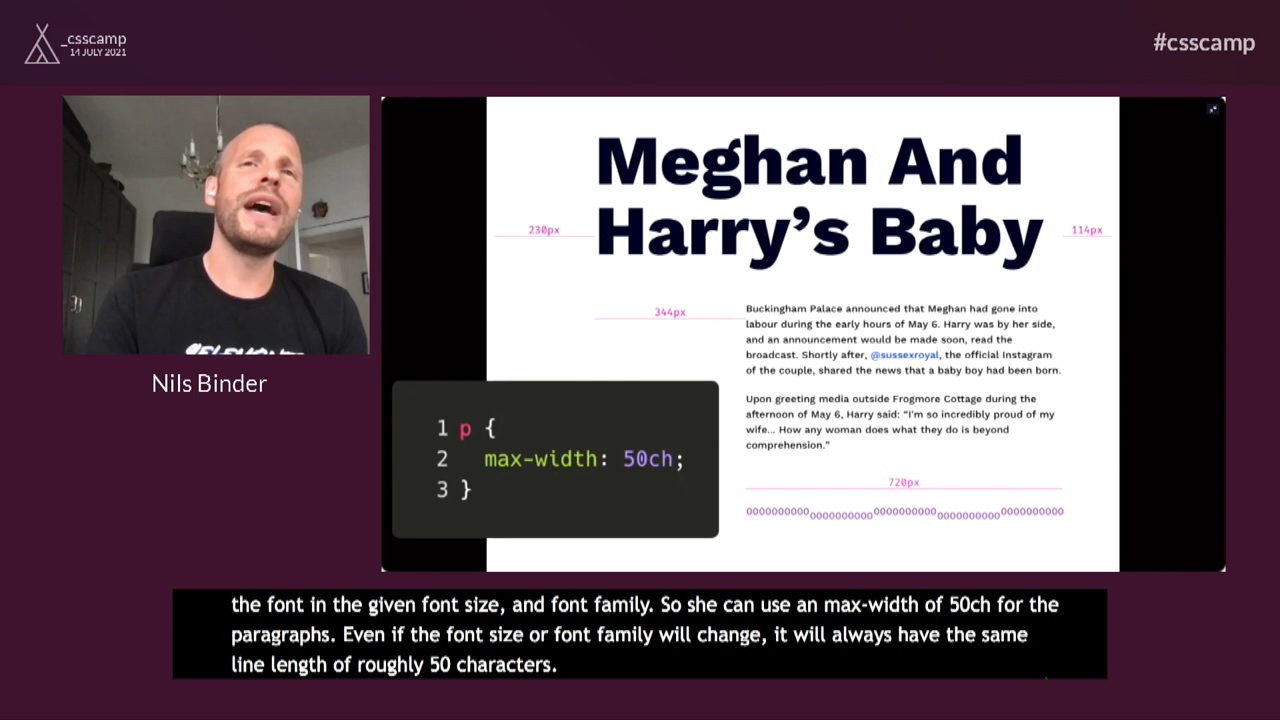 _csscamp
14 JULY 2021
#csscamp
Nils Binder
Meghan And
Harry’s Baby
230px
114px
344px
Buckingham Palace announced that Meghan had gone into
labour during the early hours of May 6. Harry was by her side,
and an announcement would be made soon, read the
broadcast. Shortly after, @sussexroyal, the official Instagram
of the couple, shared the news that a baby boy had been born.
Upon greeting media outside Frogmore Cottage during the
afternoon of May 6, Harry said: “I’m so incredibly proud of my
wife... How any woman does what they do is beyond
comprehension.”
720px
00000000000000000000000000000000000000000000000000
1 p {
2 max-width: 50ch;
3 }
the font in the given font size, and font family. So she can use an max-width of 50ch for the
paragraphs. Even if the font size or font family will change, it will always have the same
line length of roughly 50 characters.